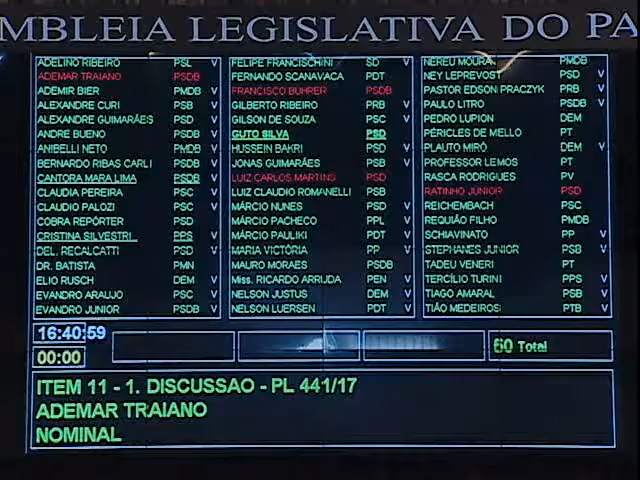 MBLEIA LEGISLATIVA DO PA
ADELINO RIBEIRO PSL V
ADEMAR TRAIANO PSDB
ADEMIR BIER PMDB V
ALEXANDRE CURI PSB V
ALEXANDRE GUIMARÃES PSD V
ANDRE BUENO PSDB V
ANIBELLI NETO PMDB V
BERNARDO RIBAS CARLI PSDB V
CANTORA MARA LIMA PSDB V
CLAUDIA PEREIRA PSC V
CLAUDIO PALOZI PSC V
COBRA REPÓRTER PSD
CRISTINA SILVESTRI PPS V
DEL. RECALCATTI PSD V
DR. BATISTA PMN
ELIO RUSCH DEM V
EVANDRO ARAUJO PSC V
EVANDRO JUNIOR PSDB V
FELIPE FRANCISCHINI SD V
FERNANDO SCANAVACA PDT
FRANCISCO BÜHRER PSDB
GILBERTO RIBEIRO PRB V
GILSON DE SOUZA PSC V
GUTO SILVA PSD
HUSSEIN BAKRI PSD V
JONAS GUIMARÃES PSB V
LUIZ CARLOS MARTINS PSD
LUIZ CLAUDIO ROMANELLI PSB V
MÁRCIO NUNES PSD V
MÁRCIO PACHECO PPL V
MÁRCIO PAULIKI PDT V
MARIA VICTÓRIA PP V
MAURO MORAES PSDB
Miss. RICARDO ARRUDA PEN V
NELSON JUSTUS DEM V
NELSON LUERSEN PDT V
NEREU MOURA PMDB
NEY LEPREVOST PSD V
PASTOR EDSON PRACZYK PRB V
PAULO LITRO PSDB V
PEDRO LUPION DEM
PÉRICLES DE MELLO PT
PLAUTO MIRÓ DEM V
PROFESSOR LEMOS PT
RASCA RODRIGUES PV
RATINHO JÚNIOR PSD
REICHEMBACH PSC
REQUIÃO FILHO PMDB
SCHIAVINATO PP V
STEPHANES JUNIOR PSB V
TADEU VENERI PT
TERCÍLIO TURINI PPS V
TIAGO AMARAL PSB V
TIÃO MEDEIROS PTB V
16:40:59
00:00
60 Total
ITEM 11 - 1. DISCUSSAO - PL 441/17
ADEMAR TRAIANO
NOMINAL